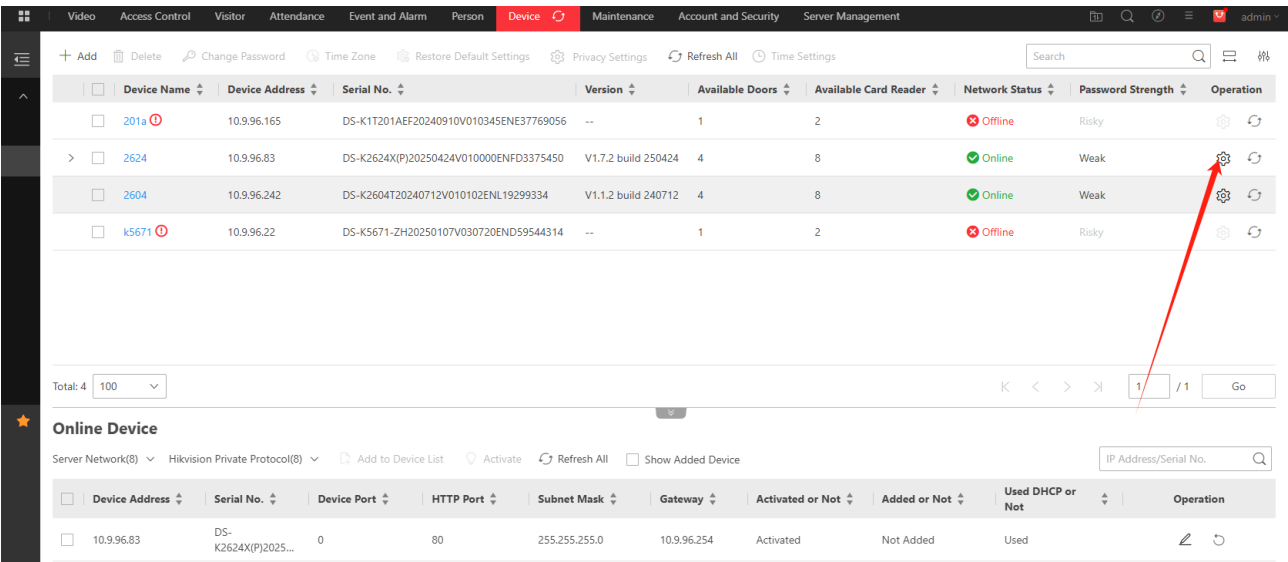 Video Access Control Visitor Attendance Event and Alarm Person Device Maintenance Account and Security Server Management admin
Add Delete Change Password Time Zone Restore Default Settings Privacy Settings Refresh All Time Settings Search
Device Name Device Address Serial No. Version Available Doors Available Card Reader Network Status Password Strength Operation
201a 10.9.96.165 DS-K1T201AEF20240910V010345ENE37769056 -- 1 2 Offline Risky
2624 10.9.96.83 DS-K2624X(P)20250424V010000ENFD3375450 V1.7.2 build 250424 4 8 Online Weak
2604 10.9.96.242 DS-K2604T20240712V010102ENL19299334 V1.1.2 build 240712 4 8 Online Weak
k5671 10.9.96.22 DS-K5671-ZH20250107V030720END59544314 -- 1 2 Offline Risky
Total: 4 100 1 / 1 Go
Online Device
Server Network(8) Hikvision Private Protocol(8) Add to Device List Activate Refresh All Show Added Device IP Address/Serial No.
Device Address Serial No. Device Port HTTP Port Subnet Mask Gateway Activated or Not Added or Not Used DHCP or Not Operation
10.9.96.83 DS-K2624X(P)2025... 0 80 255.255.255.0 10.9.96.254 Activated Not Added Used